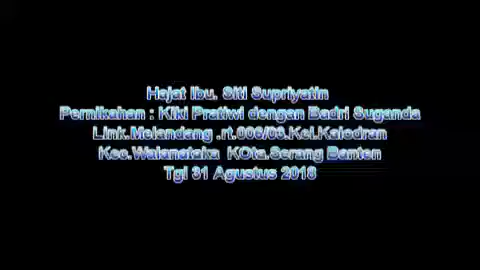 Hajat Ibu. Siti Supriyatin
Pernikahan : Kiki Pratiwi dengan Badri Suganda
Link.Melandang .rt.006/03.Kel.Kalodran
Kec.Walanataka KOta.Serang Banten
Tgl 31 Agustus 2018